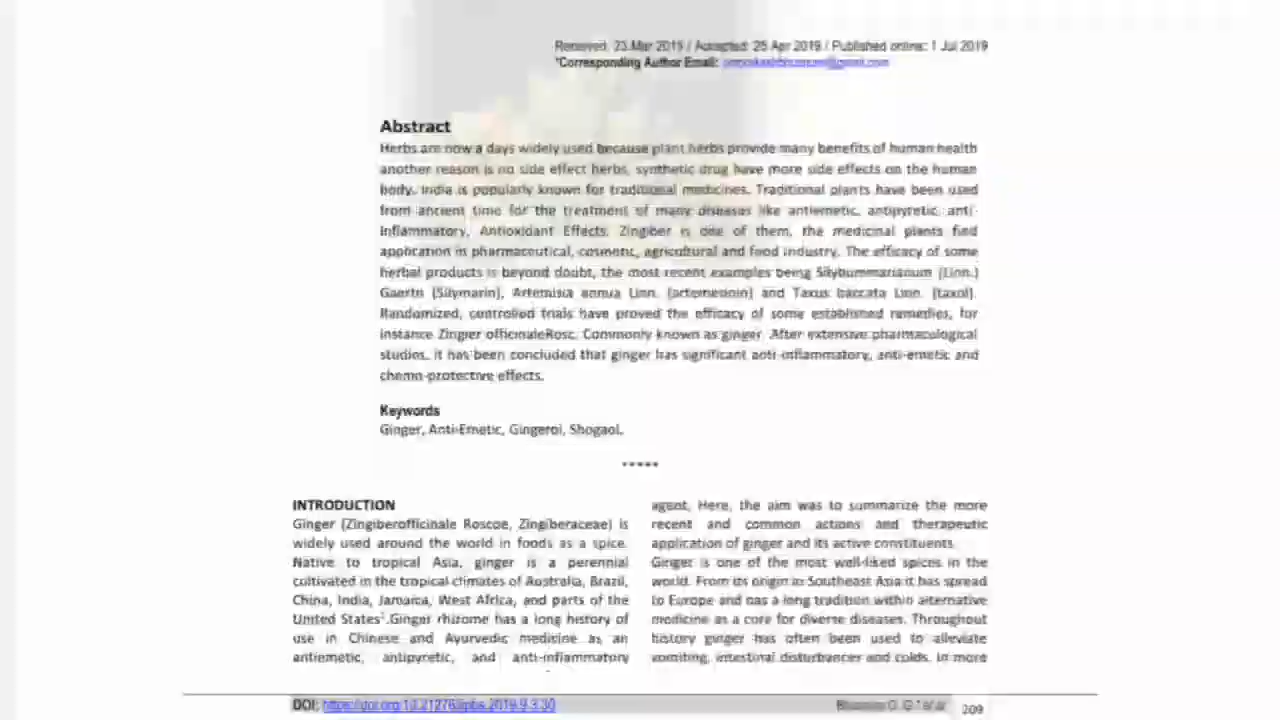 Received: 23 Mar 2019 / Accepted: 25 Apr 2019 / Published online: 1 Jul 2019
*Corresponding Author Email:
Abstract
Herbs are now a days widely used because plant herbs provide many benefits of human health
another reason is no side effect herbs, synthetic drug have more side effects on the human
body. India is popularly known for traditional medicines. Traditional plants have been used
from ancient time for the treatment of many diseases like antiemetic, antipyretic, anti-
Inflammatory, Antioxidant Effects. Zingiber is one of them, the medicinal plants find
application in pharmaceutical, cosmetic, agricultural and food industry. The efficacy of some
herbal products is beyond doubt, the most recent examples being Silybummarianum (Linn.)
Gaertn (Silymarin), Artemisia annua Linn. (artemesnin) and Taxus baccata Linn. (taxol).
Randomized, controlled trials have proved the efficacy of some established remedies, for
instance Zingier officinaleRosc. Commonly known as ginger. After extensive pharmacological
studies, it has been concluded that ginger has significant anti-inflammatory, anti-emetic and
chemo-protective effects.
Keywords
Ginger, Anti-Emetic, Gingerol, Shogaol.
*****
INTRODUCTION
Ginger (Zingiberofficinale Roscoe, Zingiberaceae) is
widely used around the world in foods as a spice.
Native to tropical Asia, ginger is a perennial
cultivated in the tropical climates of Australia, Brazil,
China, India, Jamaica, West Africa, and parts of the
United States¹.Ginger rhizome has a long history of
use in Chinese and Ayurvedic medicine as an
antiemetic, antipyretic, and anti-inflammatory
agent. Here, the aim was to summarize the more
recent and common actions and therapeutic
application of ginger and its active constituents.
Ginger is one of the most well-liked spices in the
world. From its origin in Southeast Asia it has spread
to Europe and has a long tradition within alternative
medicine as a core for diverse diseases. Throughout
history ginger has often been used to alleviate
vomiting, intestinal disturbances and colds. In more
DOI: https://doi.org/10.21276/ijpbs.2019.9.3.30
209